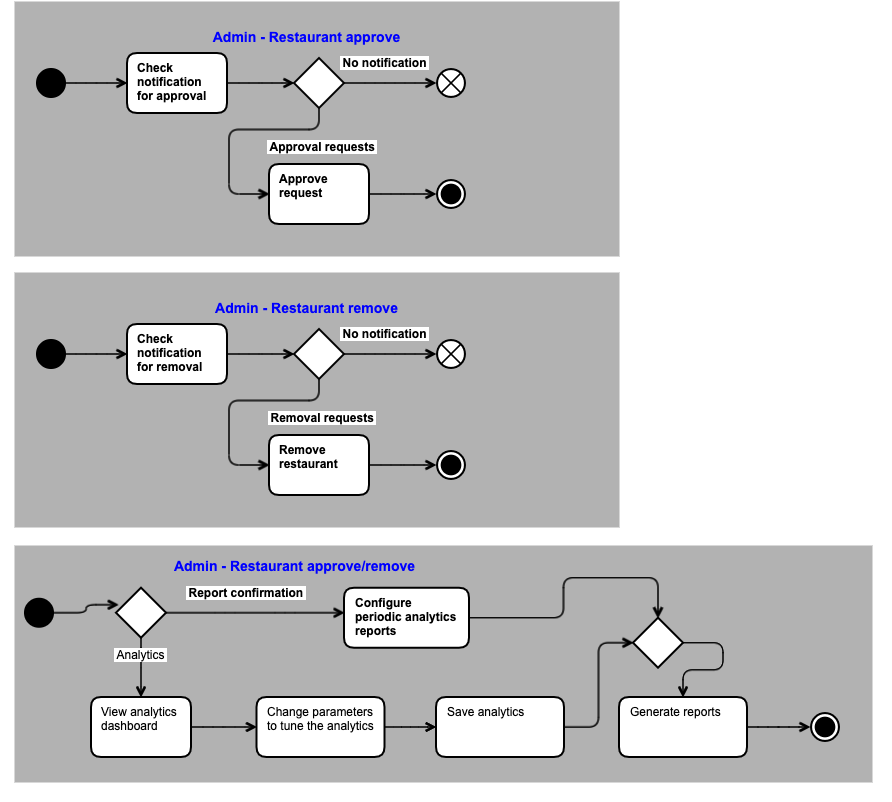 Admin - Restaurant approve
Check
notification
for approval
No notification
Approval requests
Approve
request
Admin - Restaurant remove
Check
notification
for removal
No notification
Removal requests
Remove
restaurant
Admin - Restaurant approve/remove
Report confirmation
Configure
periodic analytics
reports
Analytics
View analytics
dashboard
Change parameters
to tune the analytics
Save analytics
Generate reports